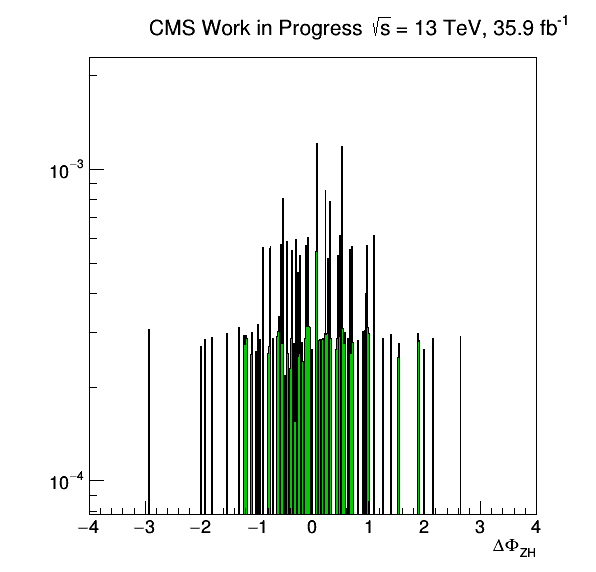 CMS Work in Progress √s = 13 TeV, 35.9 fb⁻¹
10⁻³
10⁻⁴
−4 −3 −2 −1 0 1 2 3 4
ΔΦ_ZH